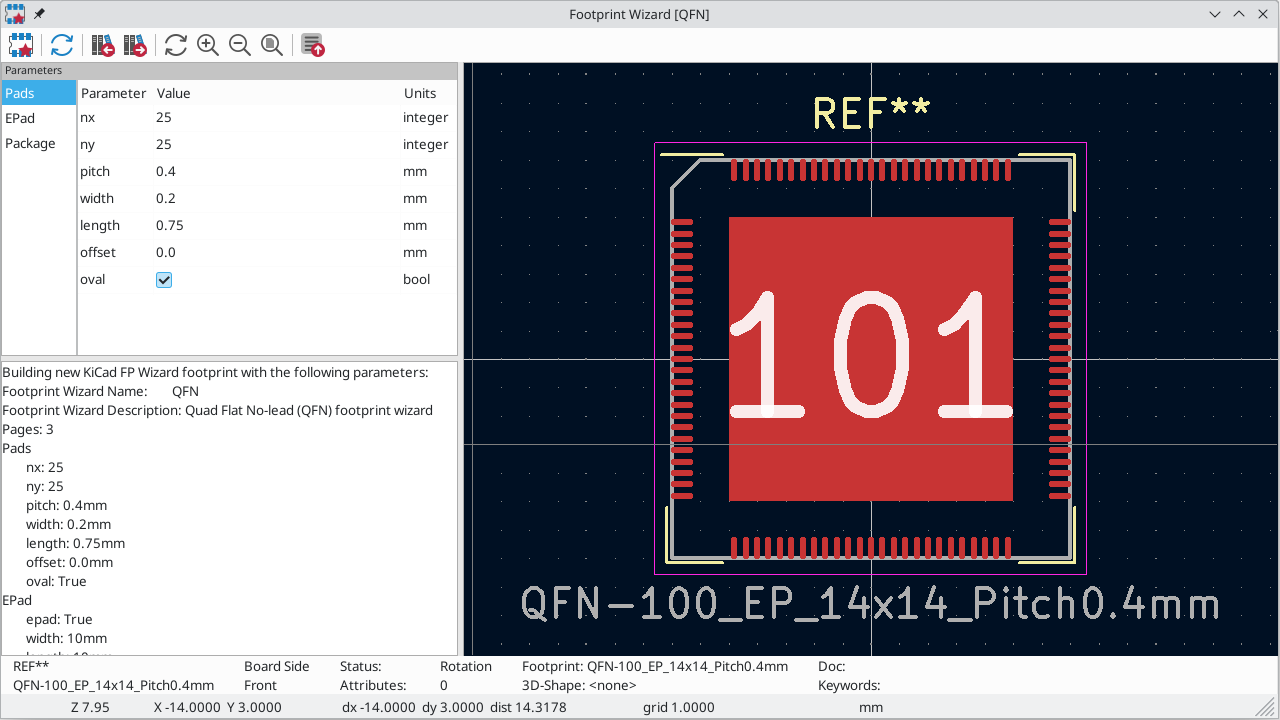 Footprint Wizard [QFN]
Parameters
Pads
EPad
Package
Parameter Value Units
nx 25 integer
ny 25 integer
pitch 0.4 mm
width 0.2 mm
length 0.75 mm
offset 0.0 mm
oval bool
Building new KiCad FP Wizard footprint with the following parameters:
Footprint Wizard Name: QFN
Footprint Wizard Description: Quad Flat No-lead (QFN) footprint wizard
Pages: 3
Pads
nx: 25
ny: 25
pitch: 0.4mm
width: 0.2mm
length: 0.75mm
offset: 0.0mm
oval: True
EPad
epad: True
width: 10mm
REF**
101
QFN-100_EP_14x14_Pitch0.4mm
REF** Board Side Status: Rotation Footprint: QFN-100_EP_14x14_Pitch0.4mm Doc:
QFN-100_EP_14x14_Pitch0.4mm Front Attributes: 0 3D-Shape: <none> Keywords:
Z 7.95 X -14.0000 Y 3.0000 dx -14.0000 dy 3.0000 dist 14.3178 grid 1.0000 mm